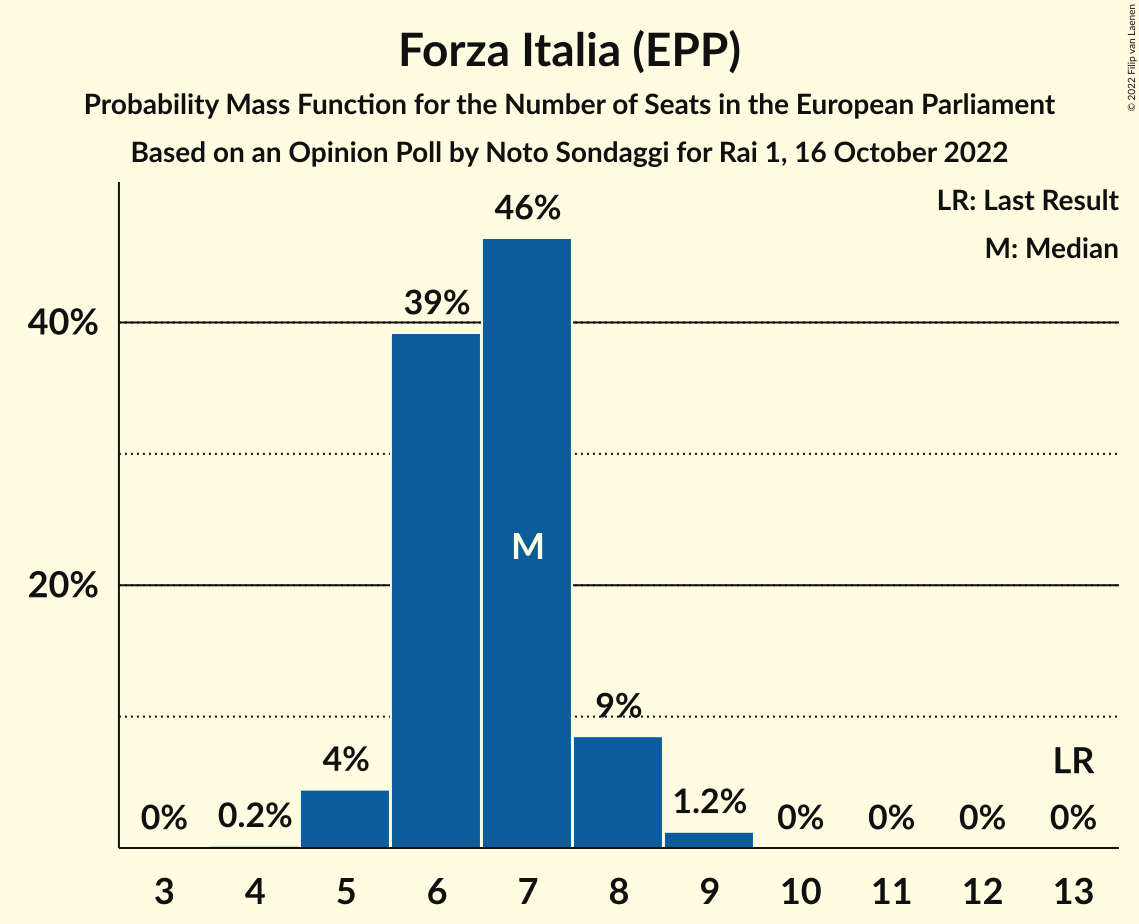 Forza Italia (EPP)
Probability Mass Function for the Number of Seats in the European Parliament
Based on an Opinion Poll by Noto Sondaggi for Rai 1, 16 October 2022
© 2022 Filip van Laenen
LR: Last Result
M: Median
46%
39%
40%
M
20%
9%
4%
LR
1.2%
0% 0.2% 0% 0% 0% 0%
3 4 5 6 7 8 9 10 11 12 13